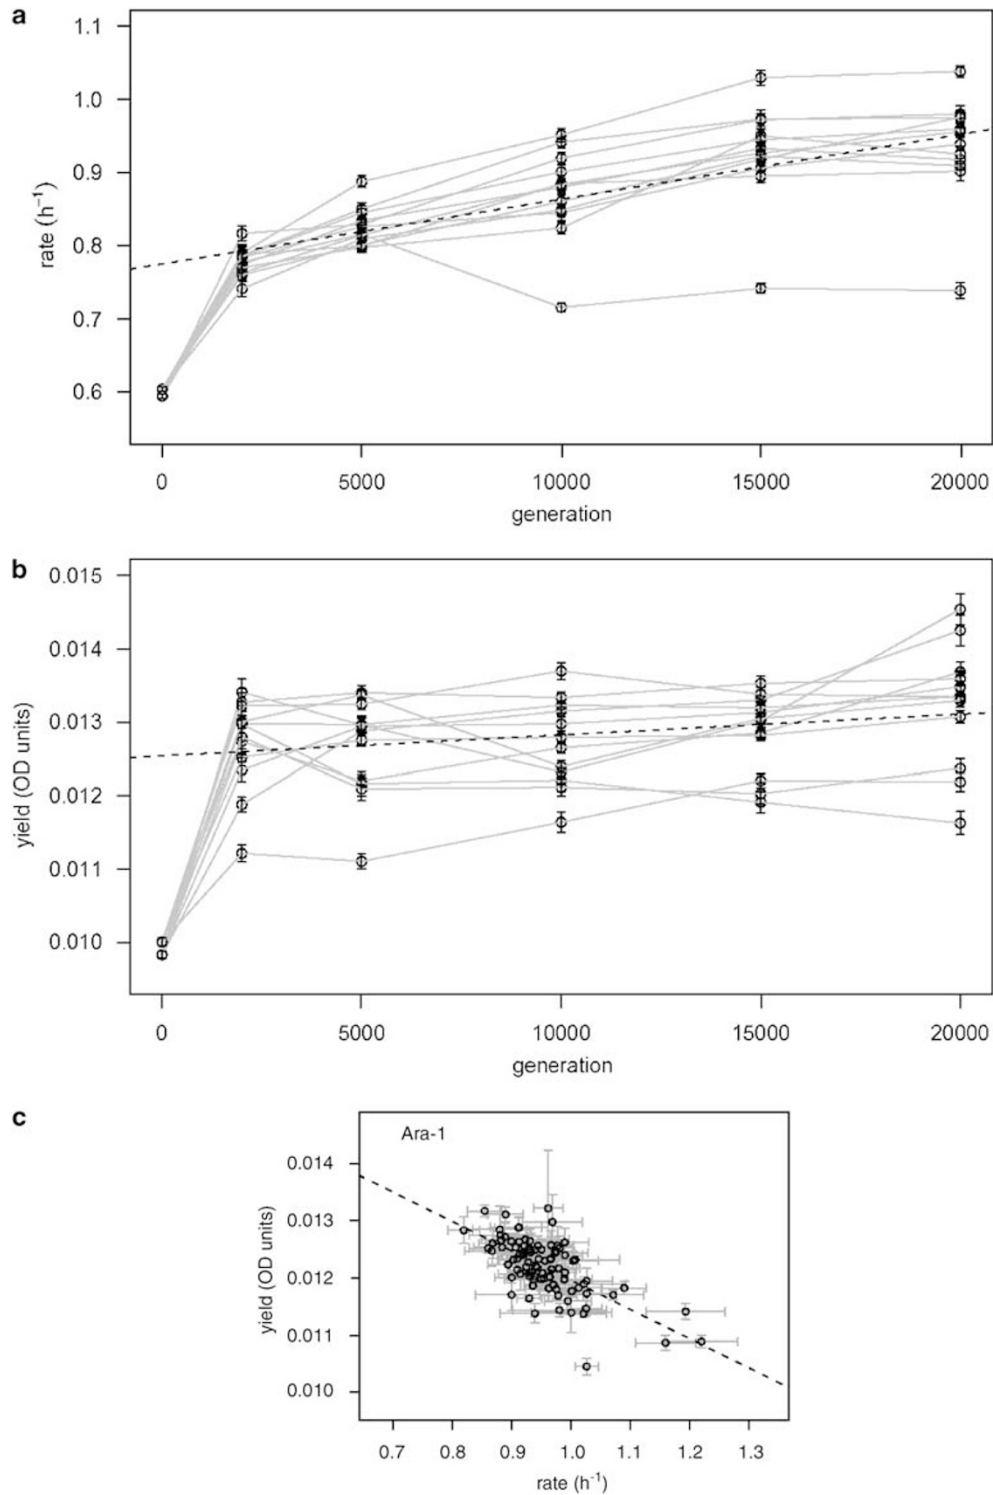 a
1.1
1.0
0.9
0.8
0.7
0.6
rate (h⁻¹)
0 5000 10000 15000 20000
generation
b
0.015
0.014
0.013
0.012
0.011
0.010
yield (OD units)
0 5000 10000 15000 20000
generation
c
Ara-1
0.014
0.013
0.012
0.011
0.010
yield (OD units)
0.7 0.8 0.9 1.0 1.1 1.2 1.3
rate (h⁻¹)